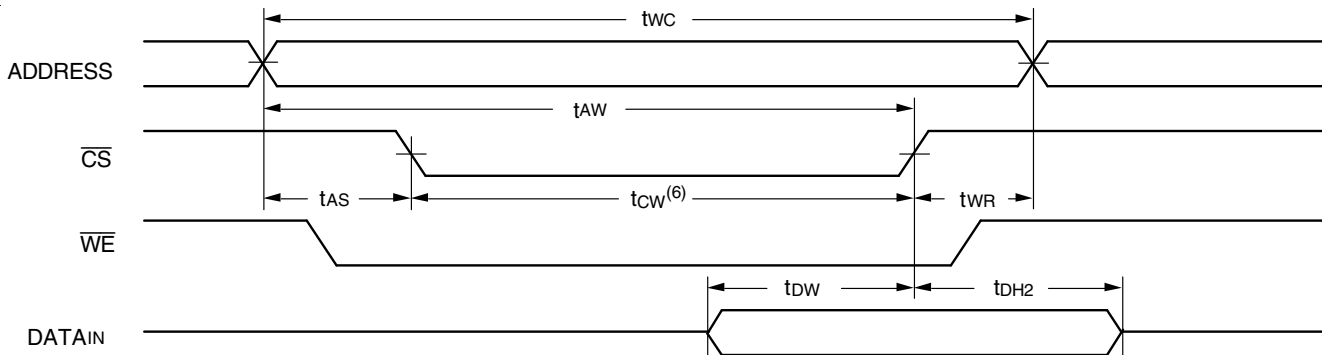 tWC
ADDRESS
tAW
CS
tAS tCW(6) tWR
WE
tDW tDH2
DATAIN